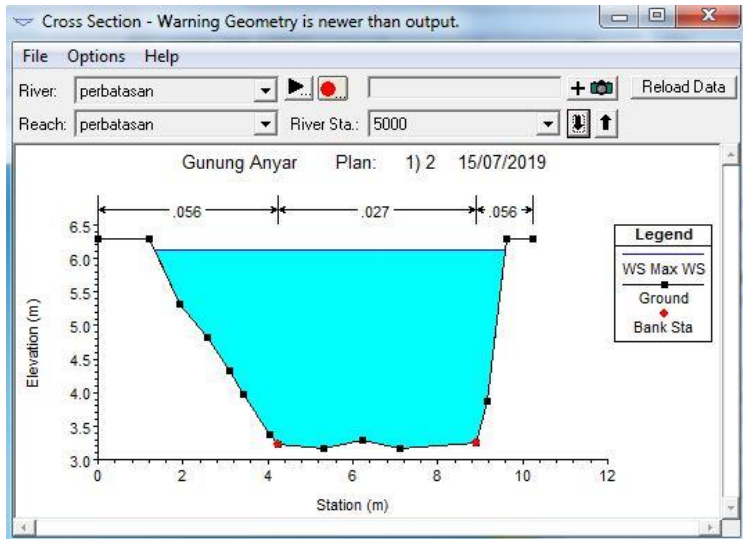 Cross Section - Warning Geometry is newer than output.
File Options Help
River: perbatasan
Reload Data
Reach: perbatasan River Sta.: 5000
Gunung Anyar Plan: 1) 2 15/07/2019
.056 .027 .056
Legend
WS Max WS
Ground
Bank Sta
Elevation (m)
6.5
6.0
5.5
5.0
4.5
4.0
3.5
3.0
0 2 4 6 8 10 12
Station (m)